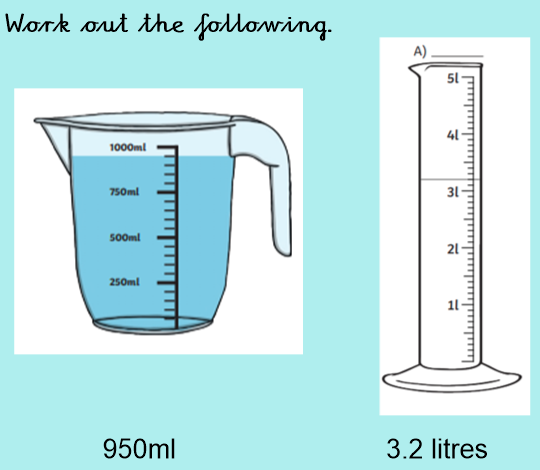 Work out the following.
A)
1000ml
750ml
500ml
250ml
5l
4l
3l
2l
1l
950ml
3.2 litres